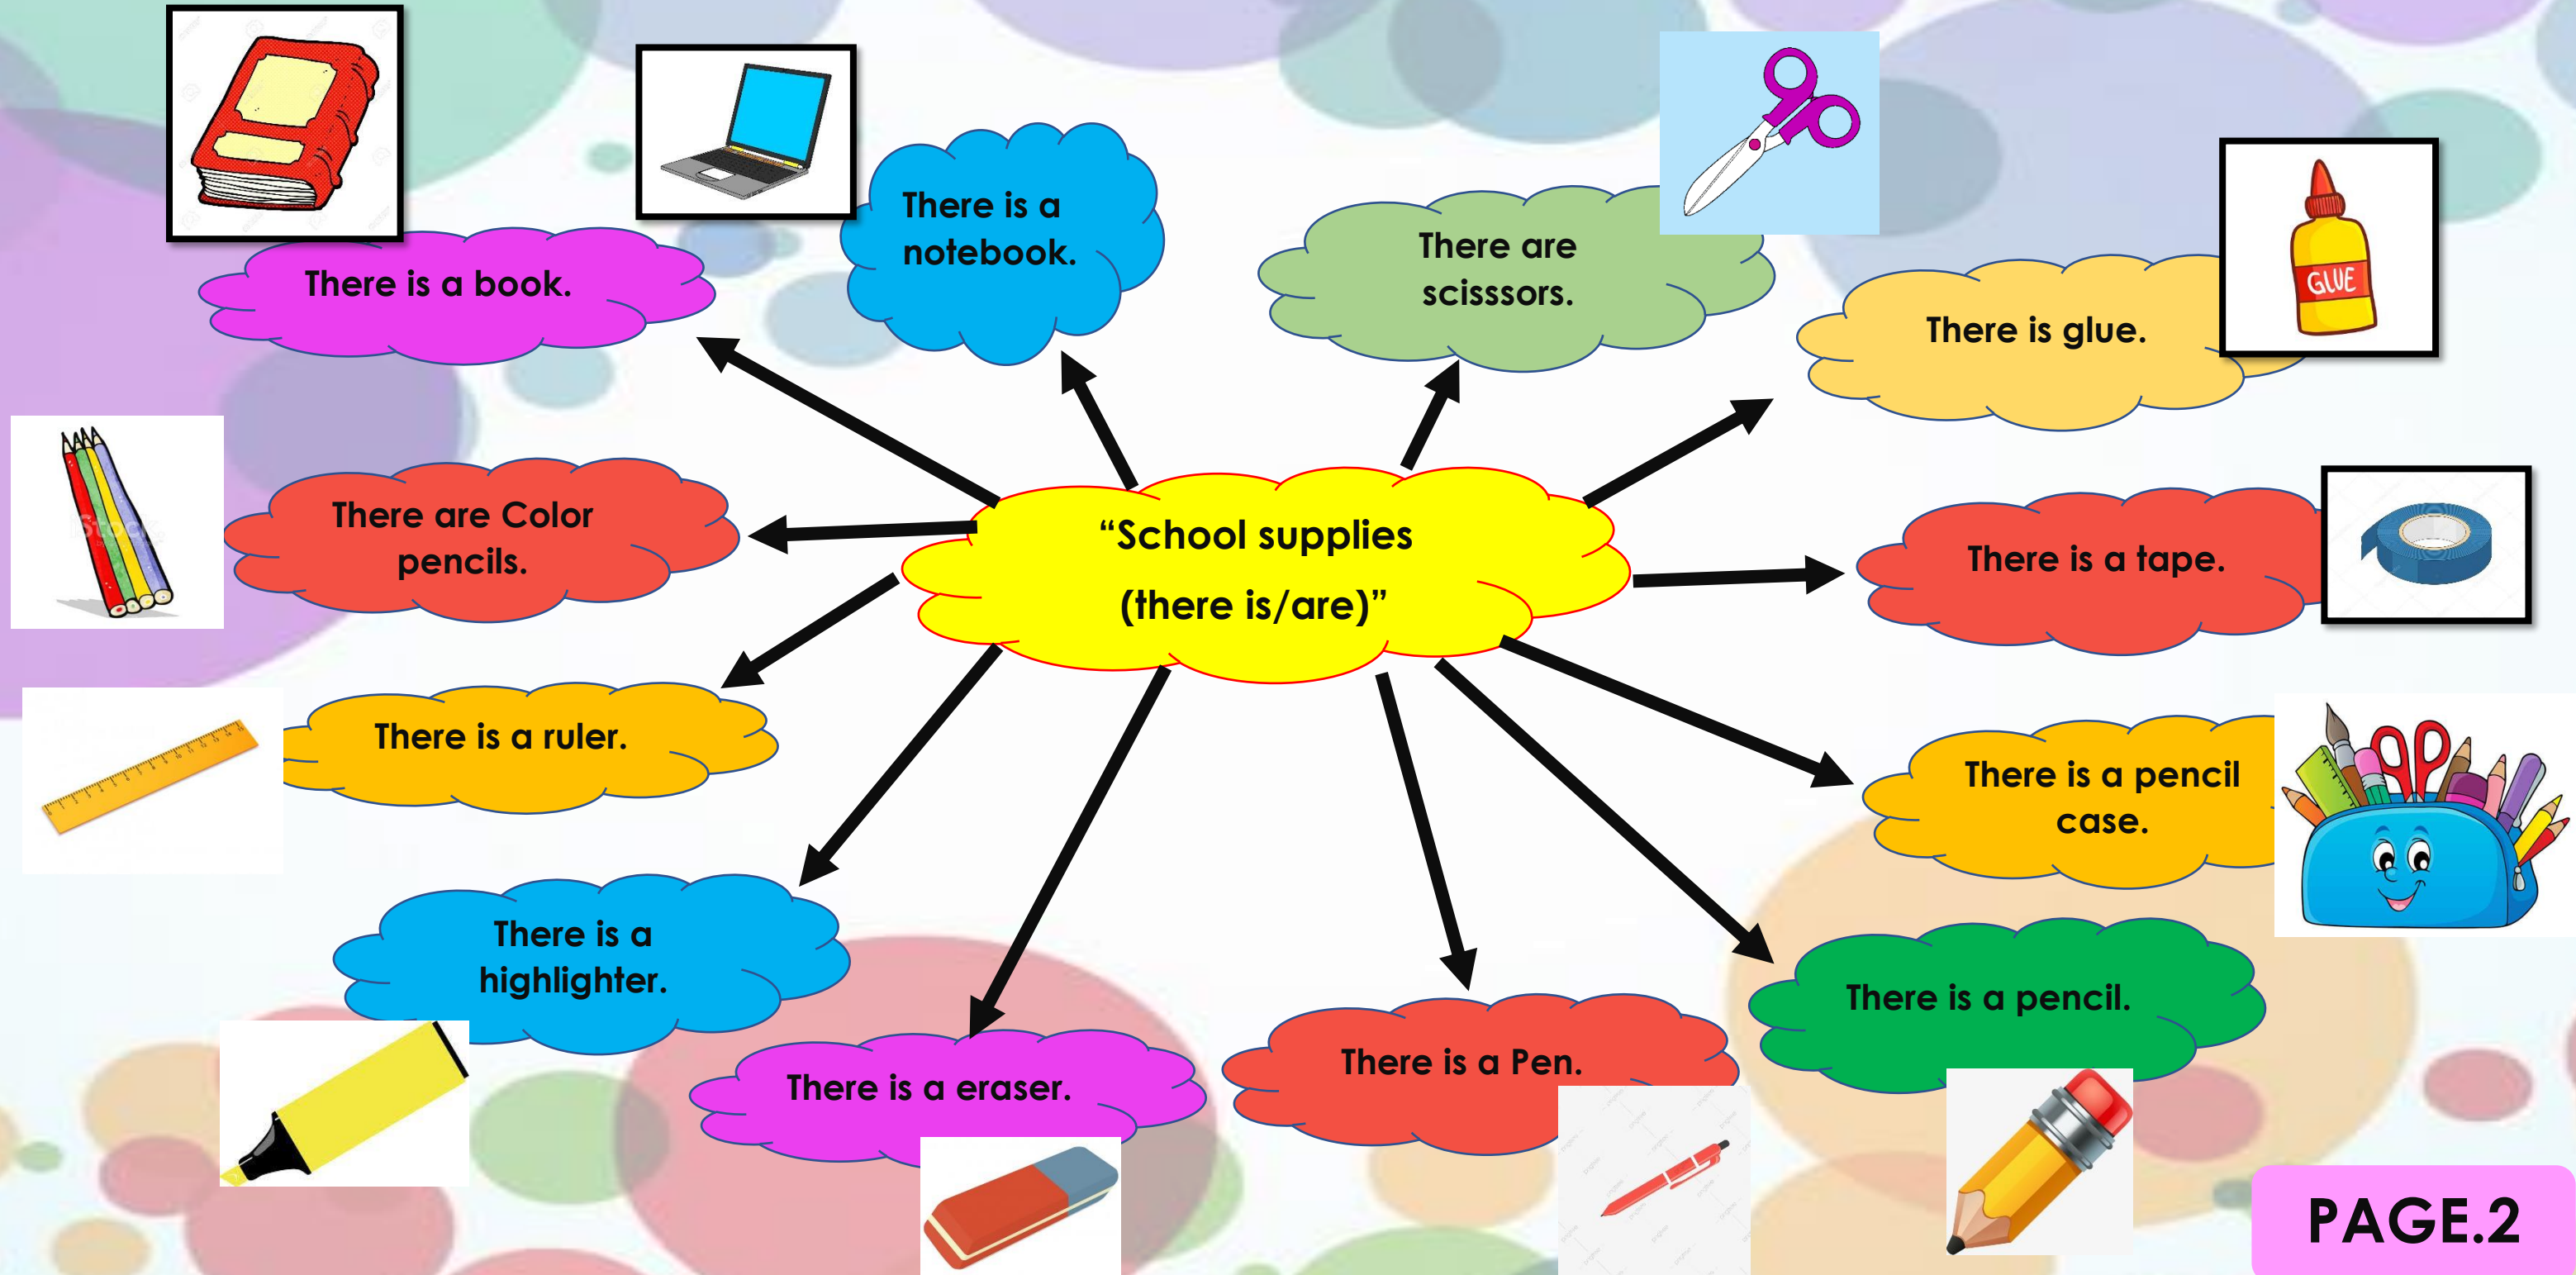 There is a
notebook.
There are
scisssors.
There is a book.
GLUE
There is glue.
“School supplies
(there is/are)”
There are Color
pencils.
There is a tape.
There is a ruler.
There is a pencil
case.
There is a
highlighter.
There is a pencil.
There is a eraser.
There is a Pen.
PAGE.2